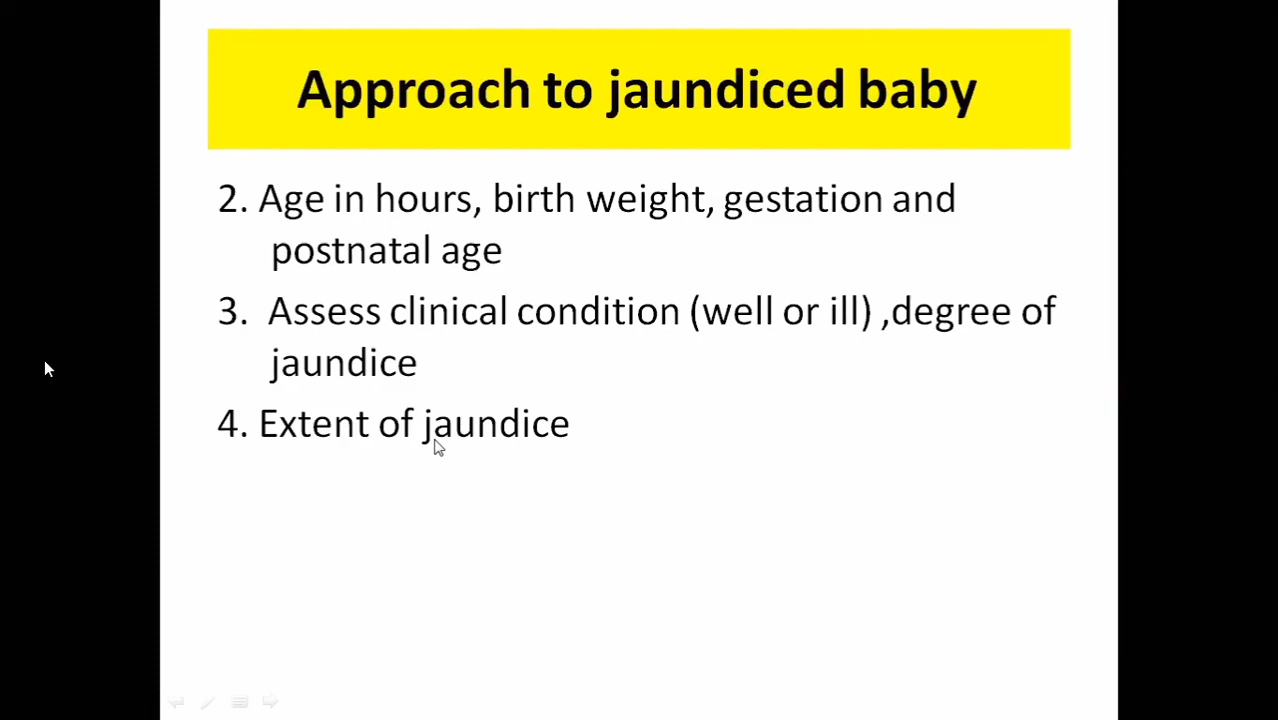 Approach to jaundiced baby
2. Age in hours, birth weight, gestation and
postnatal age
3. Assess clinical condition (well or ill) ,degree of
jaundice
4. Extent of jaundice